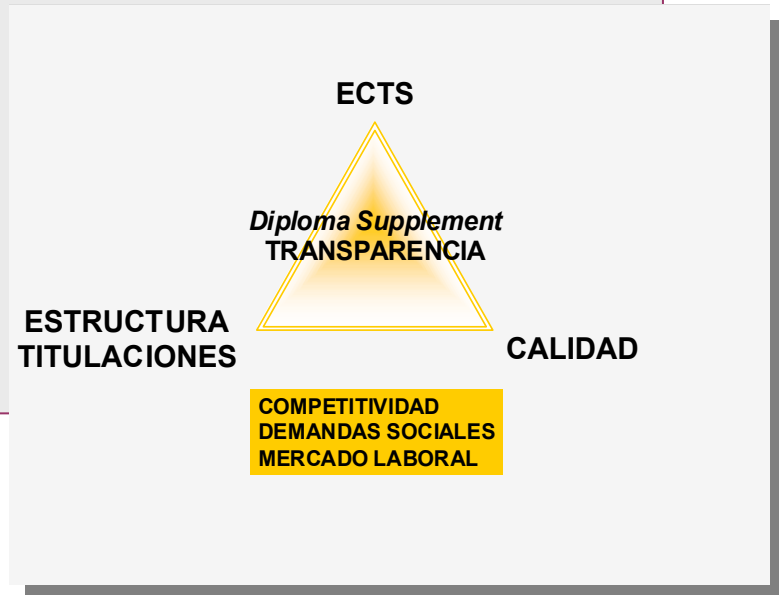 ECTS
Diploma Supplement
TRANSPARENCIA
ESTRUCTURA
TITULACIONES
CALIDAD
COMPETITIVIDAD
DEMANDAS SOCIALES
MERCADO LABORAL